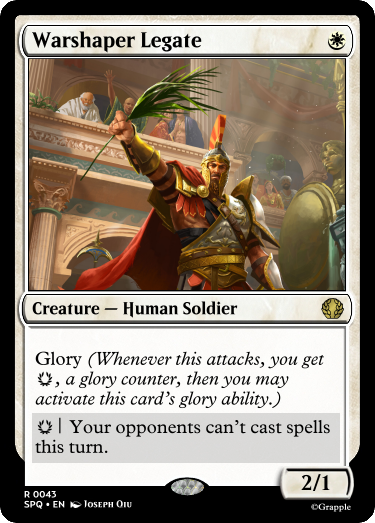 Warshaper Legate
Creature — Human Soldier
Glory (Whenever this attacks, you get
, a glory counter, then you may
activate this card's glory ability.)
| Your opponents can't cast spells
this turn.
2/1
R 0043
SPQ • EN Joseph Qiu
©Grapple